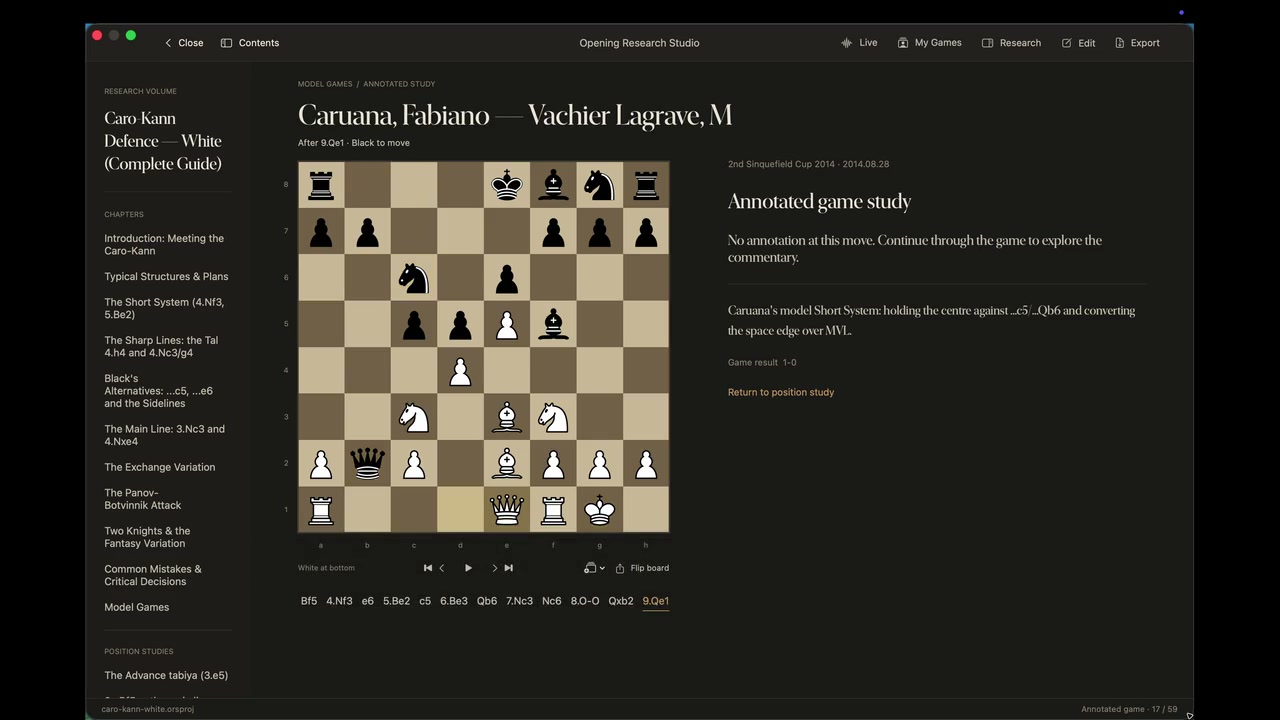 Close
Contents
Opening Research Studio
Live
My Games
Research
Edit
Export
RESEARCH VOLUME
Caro-Kann
Defence — White
(Complete Guide)
CHAPTERS
Introduction: Meeting the
Caro-Kann
Typical Structures & Plans
The Short System (4.Nf3,
5.Be2)
The Sharp Lines: the Tal
4.h4 and 4.Nc3/g4
Black's
Alternatives: ...c5, ...e6
and the Sidelines
The Main Line: 3.Nc3 and
4.Nxe4
The Exchange Variation
The Panov-
Botvinnik Attack
Two Knights & the
Fantasy Variation
Common Mistakes &
Critical Decisions
Model Games
POSITION STUDIES
The Advance tabiya (3.e5)
MODEL GAMES / ANNOTATED STUDY
Caruana, Fabiano — Vachier Lagrave, M
After 9.Qe1 · Black to move
8
7
6
5
4
3
2
1
a b c d e f g h
White at bottom
Flip board
Bf5 4.Nf3 e6 5.Be2 c5 6.Be3 Qb6 7.Nc3 Nc6 8.O-O Qxb2 9.Qe1
2nd Sinquefield Cup 2014 · 2014.08.28
Annotated game study
No annotation at this move. Continue through the game to explore the
commentary.
Caruana's model Short System: holding the centre against ...c5/...Qb6 and converting
the space edge over MVL.
Game result 1-0
Return to position study
caro-kann-white.orsproj
Annotated game · 17 / 59